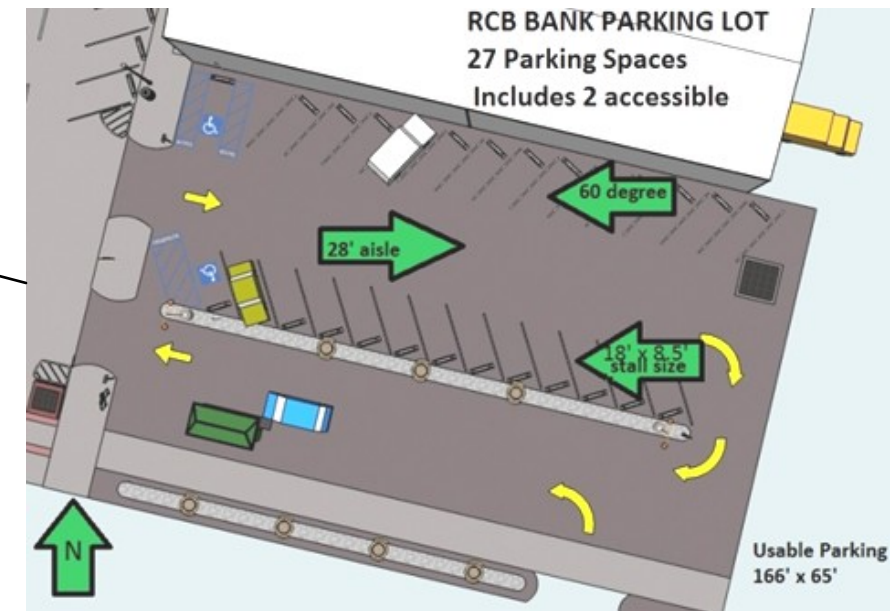 RCB BANK PARKING LOT
27 Parking Spaces
Includes 2 accessible
60 degree
28' aisle
18' x 8.5'
stall size
N
Usable Parking
166' x 65'